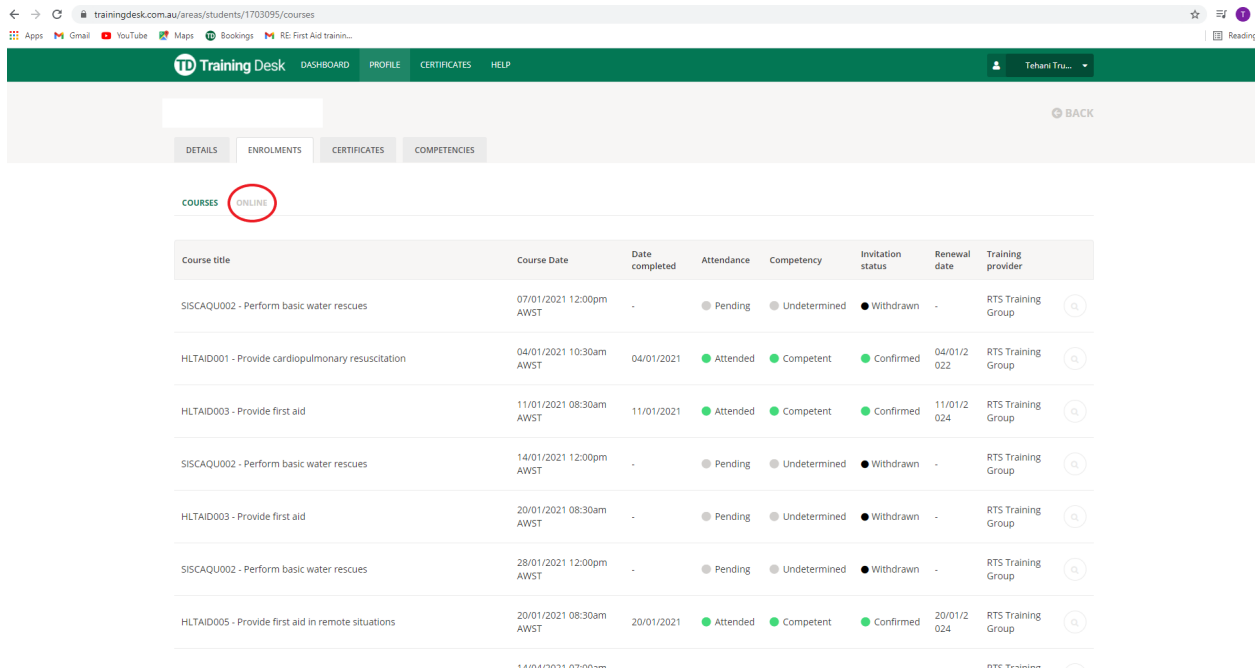 trainingdesk.com.au/areas/students/1703095/courses
T
Apps Gmail YouTube Maps Bookings RE: First Aid trainin... Reading
TD Training Desk DASHBOARD PROFILE CERTIFICATES HELP Tehani Tru...
BACK
DETAILS ENROLMENTS CERTIFICATES COMPETENCIES
COURSES ONLINE
Course title Course Date Date completed Attendance Competency Invitation status Renewal date Training provider
SISCAQU002 - Perform basic water rescues 07/01/2021 12:00pm AWST - Pending Undetermined Withdrawn - RTS Training Group
HLTAID001 - Provide cardiopulmonary resuscitation 04/01/2021 10:30am AWST 04/01/2021 Attended Competent Confirmed 04/01/2022 RTS Training Group
HLTAID003 - Provide first aid 11/01/2021 08:30am AWST 11/01/2021 Attended Competent Confirmed 11/01/2024 RTS Training Group
SISCAQU002 - Perform basic water rescues 14/01/2021 12:00pm AWST - Pending Undetermined Withdrawn - RTS Training Group
HLTAID003 - Provide first aid 20/01/2021 08:30am AWST - Pending Undetermined Withdrawn - RTS Training Group
SISCAQU002 - Perform basic water rescues 28/01/2021 12:00pm AWST - Pending Undetermined Withdrawn - RTS Training Group
HLTAID005 - Provide first aid in remote situations 20/01/2021 08:30am AWST 20/01/2021 Attended Competent Confirmed 20/01/2024 RTS Training Group
14/04/2021 07:00am RTS Training